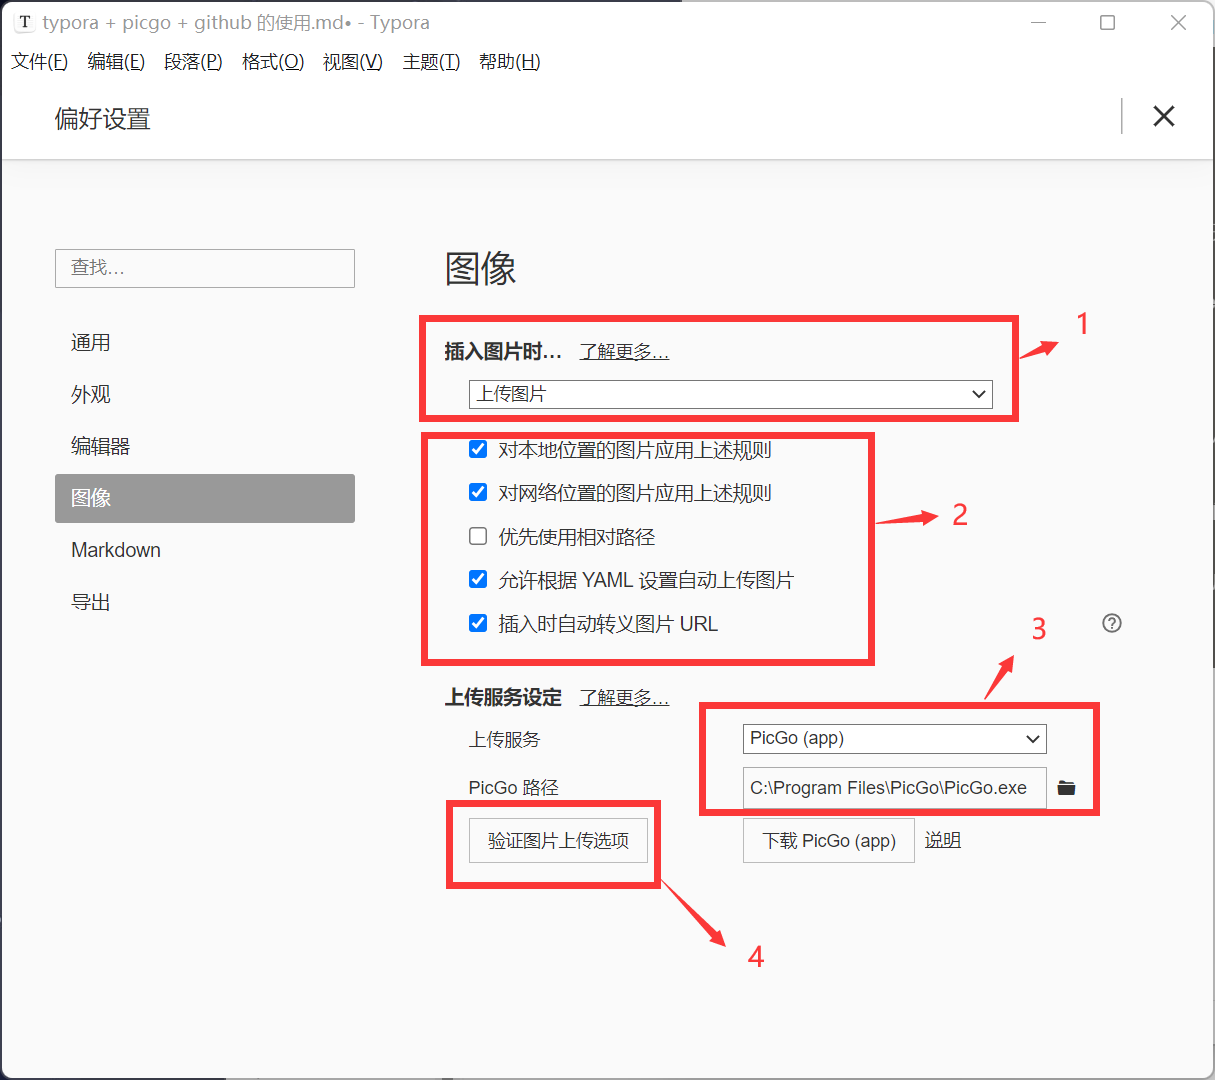 T typora + picgo + github 的使用.md• - Typora
文件(F) 编辑(E) 段落(P) 格式(O) 视图(V) 主题(T) 帮助(H)
偏好设置
查找...
通用
外观
编辑器
图像
Markdown
导出
图像
插入图片时... 了解更多...
1
上传图片
对本地位置的图片应用上述规则
对网络位置的图片应用上述规则
2
优先使用相对路径
允许根据 YAML 设置自动上传图片
插入时自动转义图片 URL
?
3
上传服务设定 了解更多...
上传服务 PicGo (app)
PicGo 路径 C:\Program Files\PicGo\PicGo.exe
验证图片上传选项 下载 PicGo (app) 说明
4